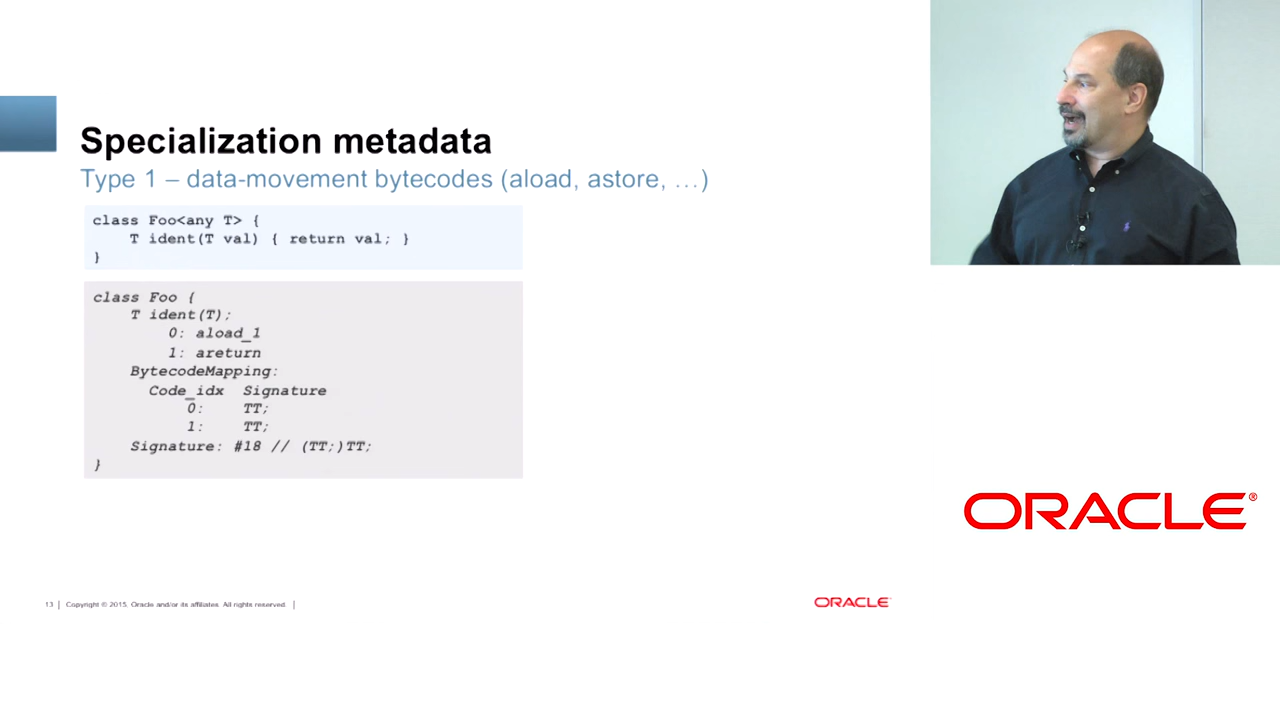 Specialization metadata
Type 1 – data-movement bytecodes (aload, astore, …)
class Foo<any T> {
    T ident(T val) { return val; }
}
class Foo {
    T ident(T);
        0: aload_1
        1: areturn
    BytecodeMapping:
      Code_idx  Signature
          0:    TT;
          1:    TT;
    Signature: #18 // (TT;)TT;
}
ORACLE®
13 | Copyright © 2015, Oracle and/or its affiliates. All rights reserved. |
ORACLE